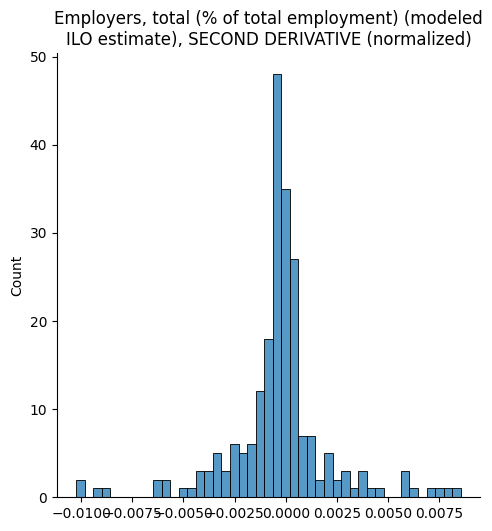 Employers, total (% of total employment) (modeled
ILO estimate), SECOND DERIVATIVE (normalized)
50
40
30
20
10
0
Count
−0.0100 −0.0075 −0.0050 −0.0025 0.0000 0.0025 0.0050 0.0075